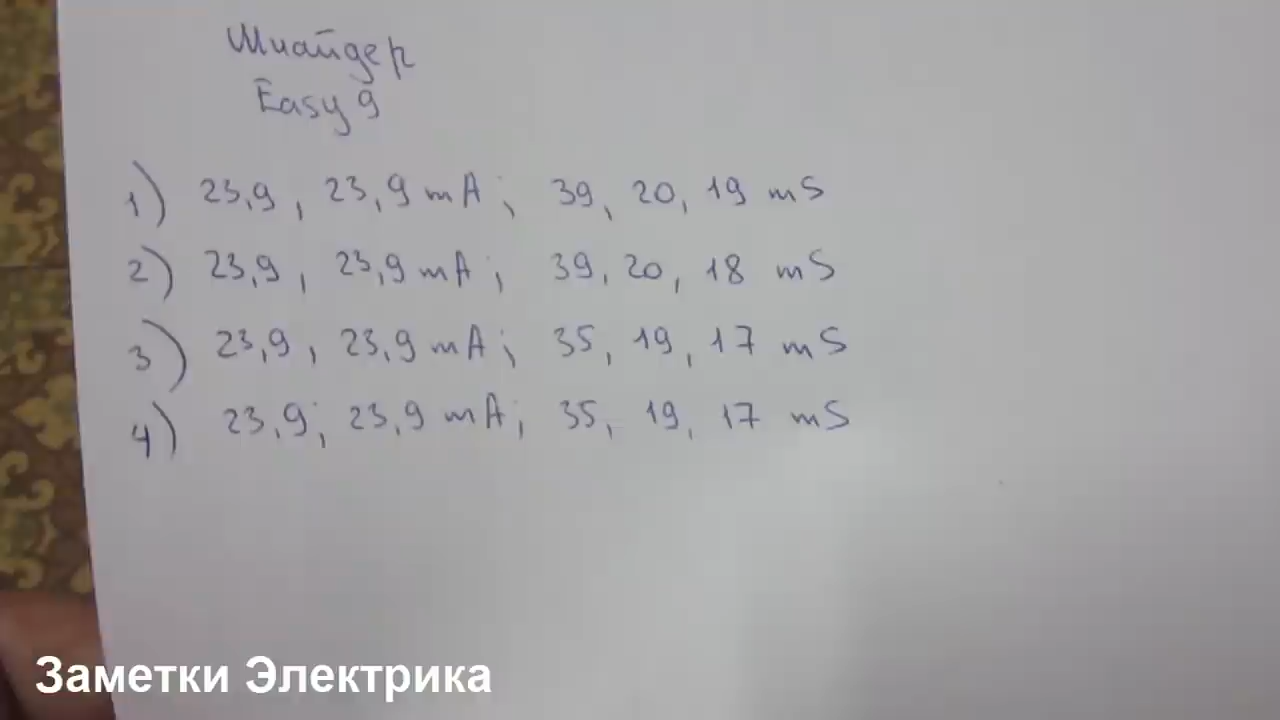 Шнайдер
Easy 9
1) 23,9, 23,9 mA; 39, 20, 19 mS
2) 23,9, 23,9 mA; 39, 20, 18 mS
3) 23,9, 23,9 mA; 35, 19, 17 mS
4) 23,9; 23,9 mA; 35, 19, 17 mS
Заметки Электрика